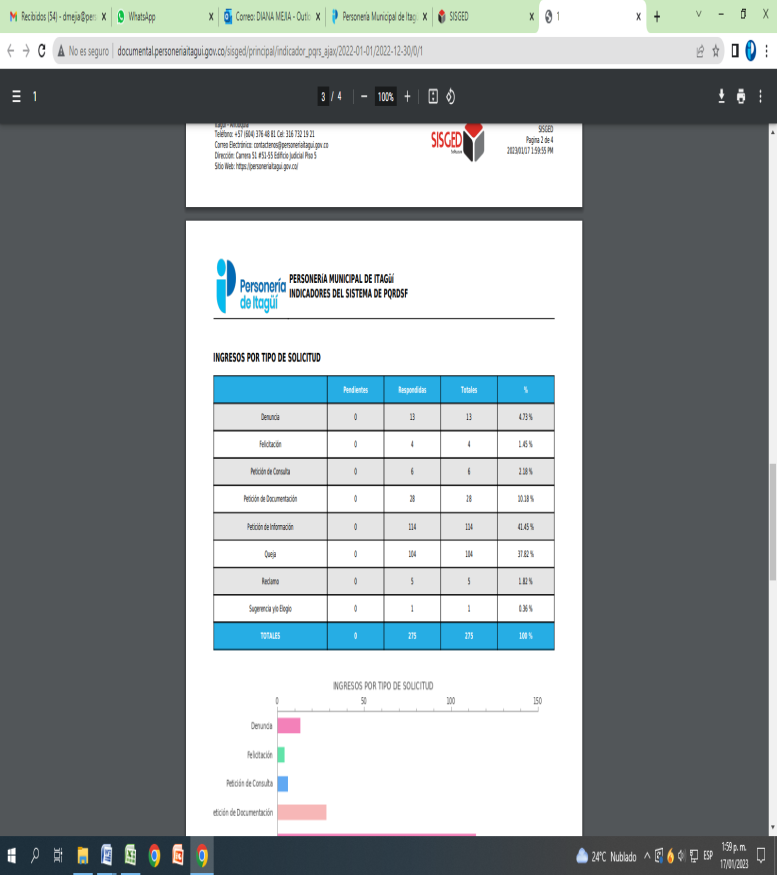 Recibidos (54) - dmejia@pers
WhatsApp
Correo: DIANA MEJIA - Outlo
Personería Municipal de Itagü
SISGED
1
No es seguro | documental.personeriaitagui.gov.co/sisged/principal/indicador_pqrs_ajax/2022-01-01/2022-12-30/0/1
1
3 / 4
100%
Itagüí - Antioquia
Teléfono: +57 (604) 376 48 81 Cel: 316 732 19 21
Correo Electrónico: contactenos@personeriaitagui.gov.co
Dirección: Carrera 51 #51-55 Edificio Judicial Piso 5
Sitio Web: https://personeriaitagui.gov.co/
SISGED
SISGED
Pagina 2 de 4
2023/01/17 1:59:55 PM
Personería de Itagüí
PERSONERíA MUNICIPAL DE ITAGüí
INDICADORES DEL SISTEMA DE PQRDSF
INGRESOS POR TIPO DE SOLICITUD
Pendientes Respondidas Totales %
Denuncia 0 13 13 4.73 %
Felicitación 0 4 4 1.45 %
Petición de Consulta 0 6 6 2.18 %
Petición de Documentación 0 28 28 10.18 %
Petición de Información 0 114 114 41.45 %
Queja 0 104 104 37.82 %
Reclamo 0 5 5 1.82 %
Sugerencia y/o Elogio 0 1 1 0.36 %
TOTALES 0 275 275 100 %
INGRESOS POR TIPO DE SOLICITUD
0 50 100 150
Denuncia
Felicitación
Petición de Consulta
etición de Documentación
24°C Nublado
ESP
1:59 p. m.
17/01/2023